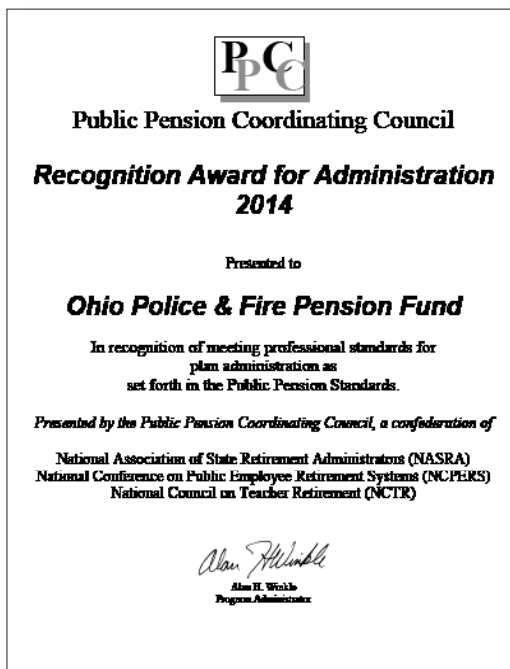 PPCC
Public Pension Coordinating Council
Recognition Award for Administration
2014
Presented to
Ohio Police & Fire Pension Fund
In recognition of meeting professional standards for
plan administration as
set forth in the Public Pension Standards.
Presented by the Public Pension Coordinating Council, a confederation of
National Association of State Retirement Administrators (NASRA)
National Conference on Public Employee Retirement Systems (NCPERS)
National Council on Teacher Retirement (NCTR)
Alan H Winkle
Alan H. Winkle
Program Administrator